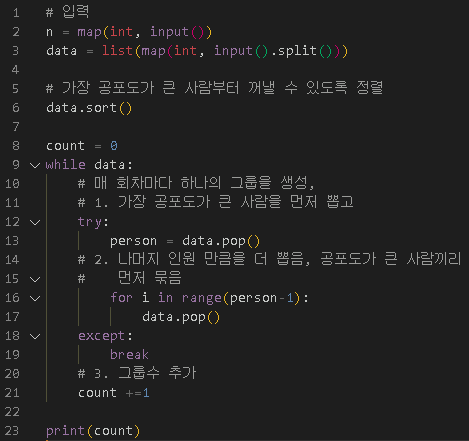 1 # 입력
2 n = map(int, input())
3 data = list(map(int, input().split()))
4
5 # 가장 공포도가 큰 사람부터 꺼낼 수 있도록 정렬
6 data.sort()
7
8 count = 0
9 while data:
10     # 매 회차마다 하나의 그룹을 생성,
11     # 1. 가장 공포도가 큰 사람을 먼저 뽑고
12     try:
13         person = data.pop()
14     # 2. 나머지 인원 만큼을 더 뽑음, 공포도가 큰 사람끼리
15     #    먼저 묶음
16         for i in range(person-1):
17             data.pop()
18     except:
19         break
20     # 3. 그룹수 추가
21     count +=1
22
23 print(count)